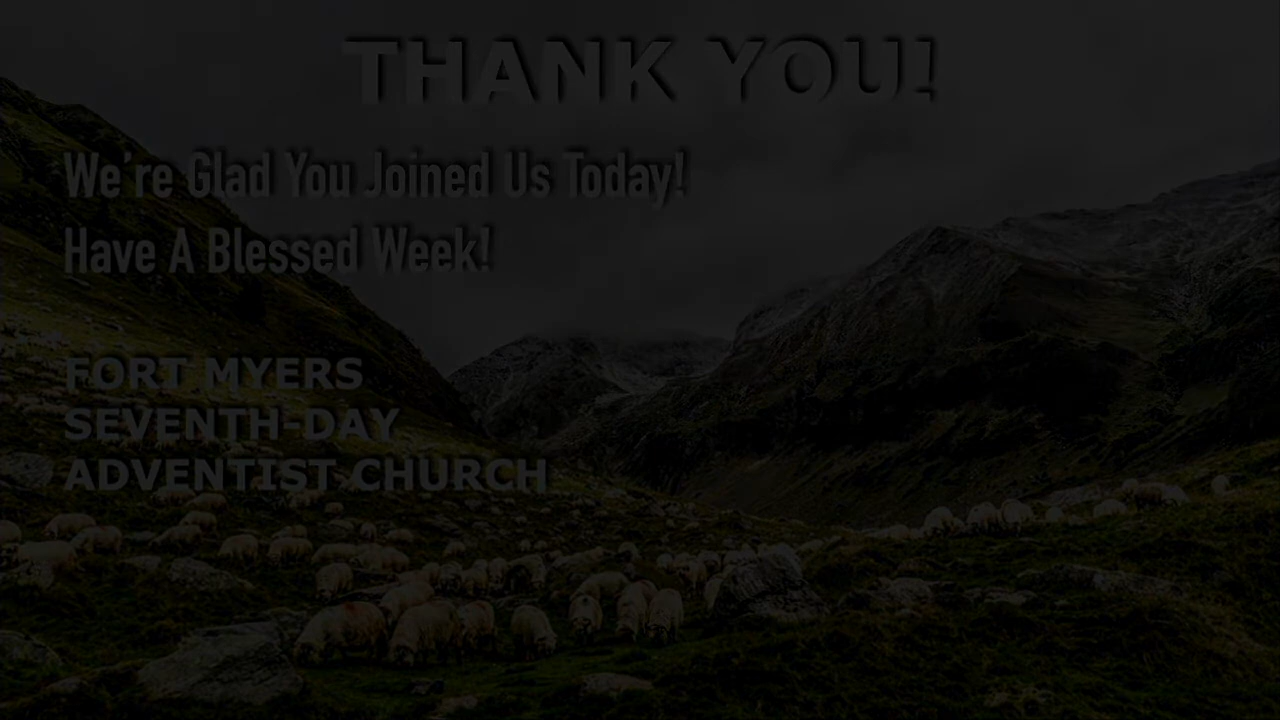 THANK YOU!
We're Glad You Joined Us Today!
Have A Blessed Week!
FORT MYERS
SEVENTH-DAY
ADVENTIST CHURCH